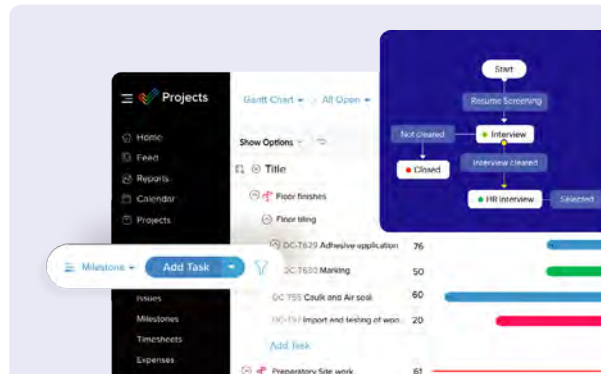 Projects
Home
Feed
Reports
Calendar
Projects
Milestone
Add Task
Issues
Milestones
Timesheets
Expenses
Gantt Chart
All Open
Show Options
Title
Floor finishes
Floor tiling
DC-T629 Adhesive application 76
DC-T630 Marking 50
DC-T55 Caulk and Air seal 60
Import and testing of won.. 20
Add Task
Preparatory Site work 61
Start
Resume Screening
Not cleared
Interview
Closed
Interview cleared
HR Interview
Selected